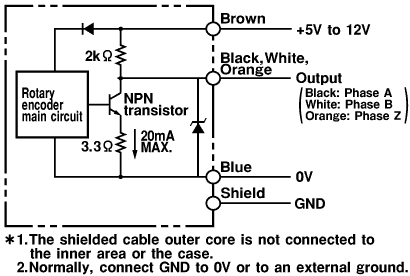 Brown
+5V to 12V
2kΩ
Black, White,
Orange
Output
(Black: Phase A
White: Phase B
Orange: Phase Z)
Rotary
encoder
main circuit
NPN
transistor
3.3Ω
20mA
MAX.
Blue
0V
Shield
GND
*1.The shielded cable outer core is not connected to
the inner area or the case.
2.Normally, connect GND to 0V or to an external ground.